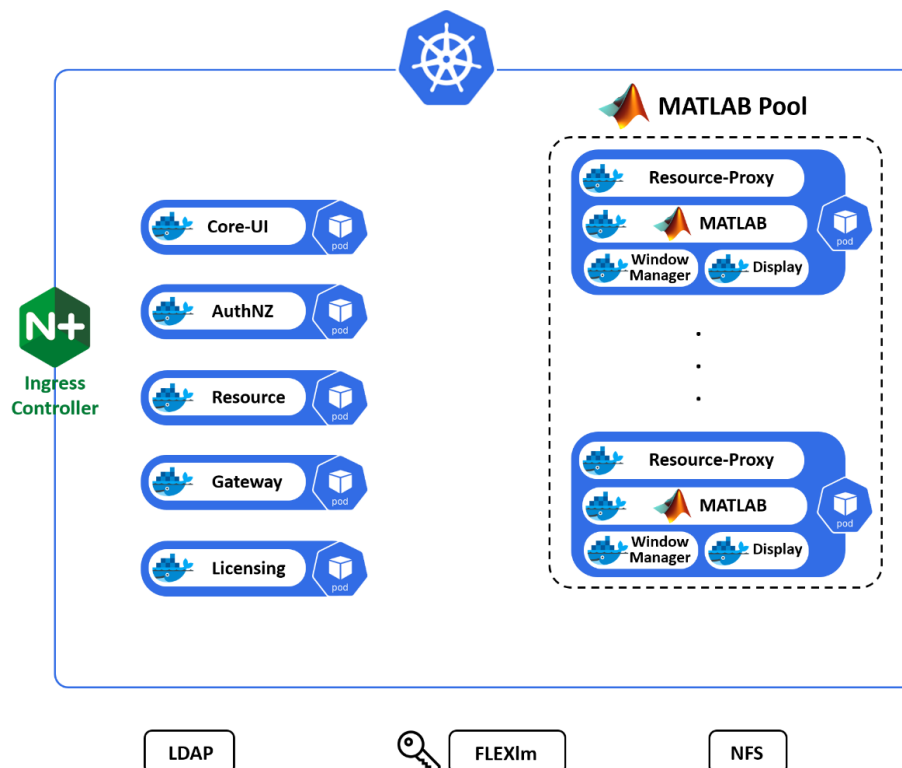 MATLAB Pool
Resource-Proxy
MATLAB
pod
Window
Manager
Display
Core-UI
pod
AuthNZ
pod
N+
Ingress
Controller
Resource
pod
Gateway
pod
Licensing
pod
Resource-Proxy
MATLAB
pod
Window
Manager
Display
LDAP
FLEXlm
NFS